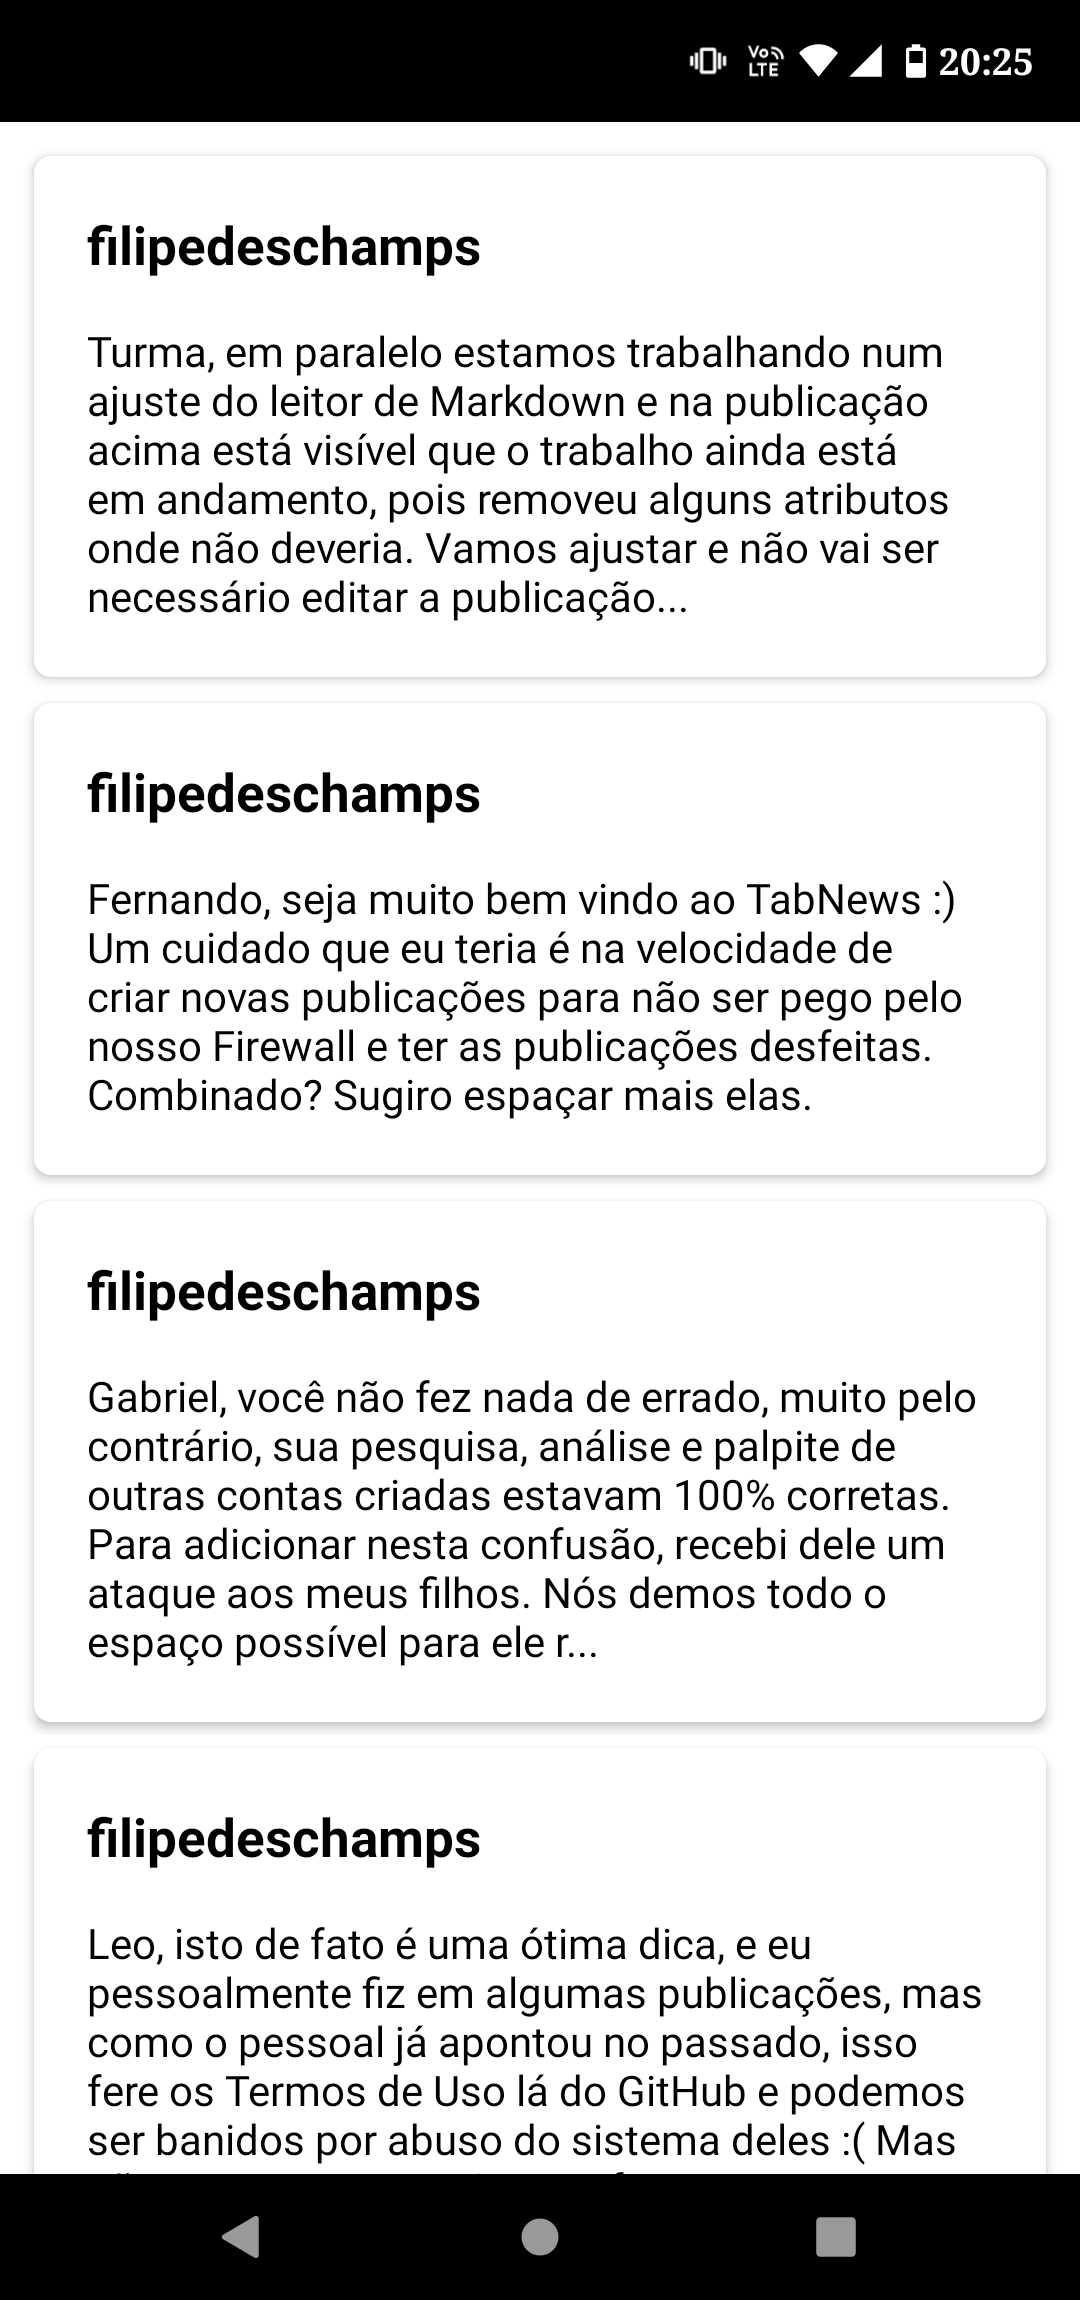 Vo LTE 20:25
filipedeschamps
Turma, em paralelo estamos trabalhando num
ajuste do leitor de Markdown e na publicação
acima está visível que o trabalho ainda está
em andamento, pois removeu alguns atributos
onde não deveria. Vamos ajustar e não vai ser
necessário editar a publicação...
filipedeschamps
Fernando, seja muito bem vindo ao TabNews :)
Um cuidado que eu teria é na velocidade de
criar novas publicações para não ser pego pelo
nosso Firewall e ter as publicações desfeitas.
Combinado? Sugiro espaçar mais elas.
filipedeschamps
Gabriel, você não fez nada de errado, muito pelo
contrário, sua pesquisa, análise e palpite de
outras contas criadas estavam 100% corretas.
Para adicionar nesta confusão, recebi dele um
ataque aos meus filhos. Nós demos todo o
espaço possível para ele r...
filipedeschamps
Leo, isto de fato é uma ótima dica, e eu
pessoalmente fiz em algumas publicações, mas
como o pessoal já apontou no passado, isso
fere os Termos de Uso lá do GitHub e podemos
ser banidos por abuso do sistema deles :( Mas